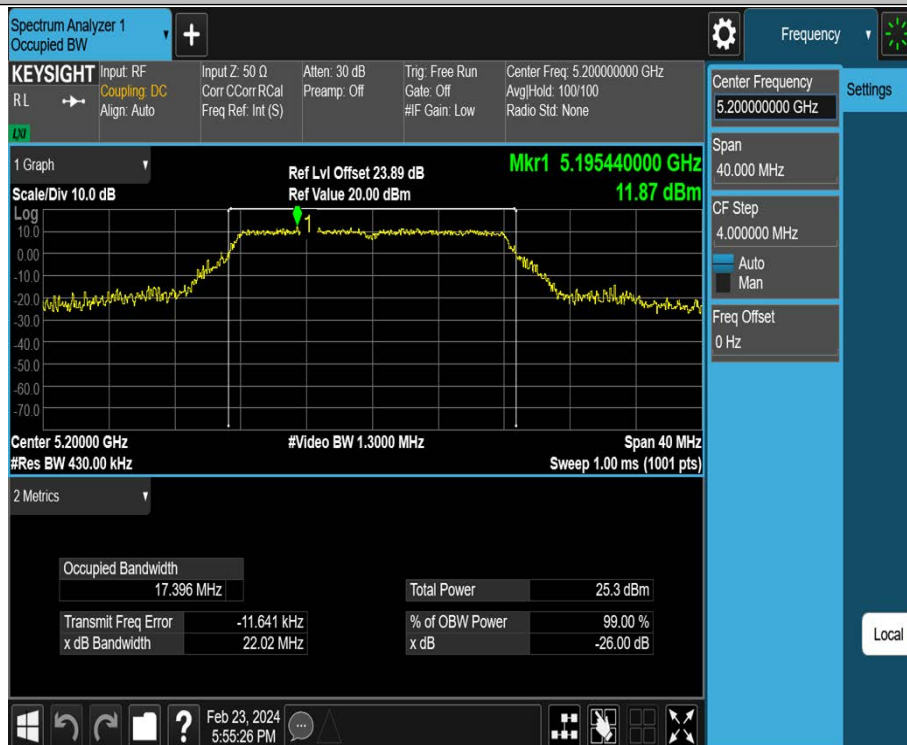 Spectrum Analyzer 1
Occupied BW
Frequency
KEYSIGHT
RL
LXI
Input: RF
Coupling: DC
Align: Auto
Input Z: 50 Ω
Corr CCorr RCal
Freq Ref: Int (S)
Atten: 30 dB
Preamp: Off
Trig: Free Run
Gate: Off
#IF Gain: Low
Center Freq: 5.200000000 GHz
Avg|Hold: 100/100
Radio Std: None
Center Frequency
5.200000000 GHz
Settings
Span
40.000 MHz
CF Step
4.000000 MHz
Auto
Man
Freq Offset
0 Hz
Local
1 Graph
Scale/Div 10.0 dB
Ref Lvl Offset 23.89 dB
Ref Value 20.00 dBm
Mkr1 5.195440000 GHz
11.87 dBm
Log
10.0
0.00
-10.0
-20.0
-30.0
-40.0
-50.0
-60.0
-70.0
1
Center 5.20000 GHz
#Video BW 1.3000 MHz
Span 40 MHz
#Res BW 430.00 kHz
Sweep 1.00 ms (1001 pts)
2 Metrics
Occupied Bandwidth
17.396 MHz
Total Power 25.3 dBm
Transmit Freq Error -11.641 kHz
% of OBW Power 99.00 %
x dB Bandwidth 22.02 MHz
x dB -26.00 dB
?
Feb 23, 2024
5:55:26 PM